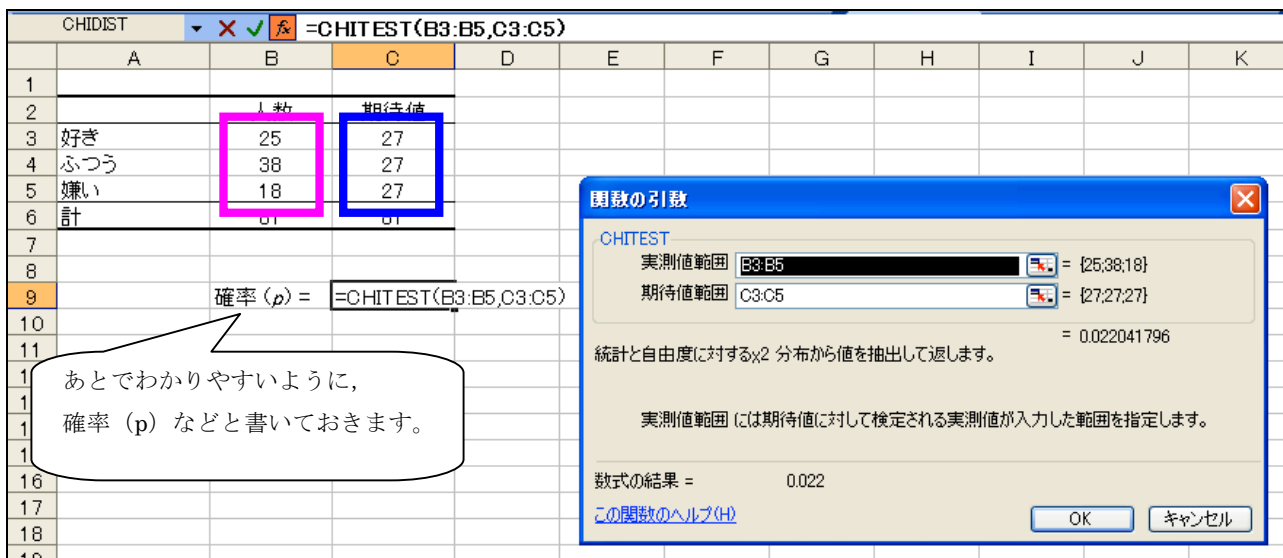 CHIDIST =CHITEST(B3:B5,C3:C5)
A B C D E F G H I J K
1
2 人数 期待値
3 好き 25 27
4 ふつう 38 27
5 嫌い 18 27
6 計 81 81
7
8
9 確率(p)= =CHITEST(B3:B5,C3:C5)
10
11
あとでわかりやすいように,
確率(p)などと書いておきます。
16
17
18
関数の引数
CHITEST
実測値範囲 B3:B5 = {25;38;18}
期待値範囲 C3:C5 = {27;27;27}
= 0.022041796
統計と自由度に対するχ2 分布から値を抽出して返します。
実測値範囲 には期待値に対して検定される実測値が入力した範囲を指定します。
数式の結果 = 0.022
この関数のヘルプ(H) OK キャンセル